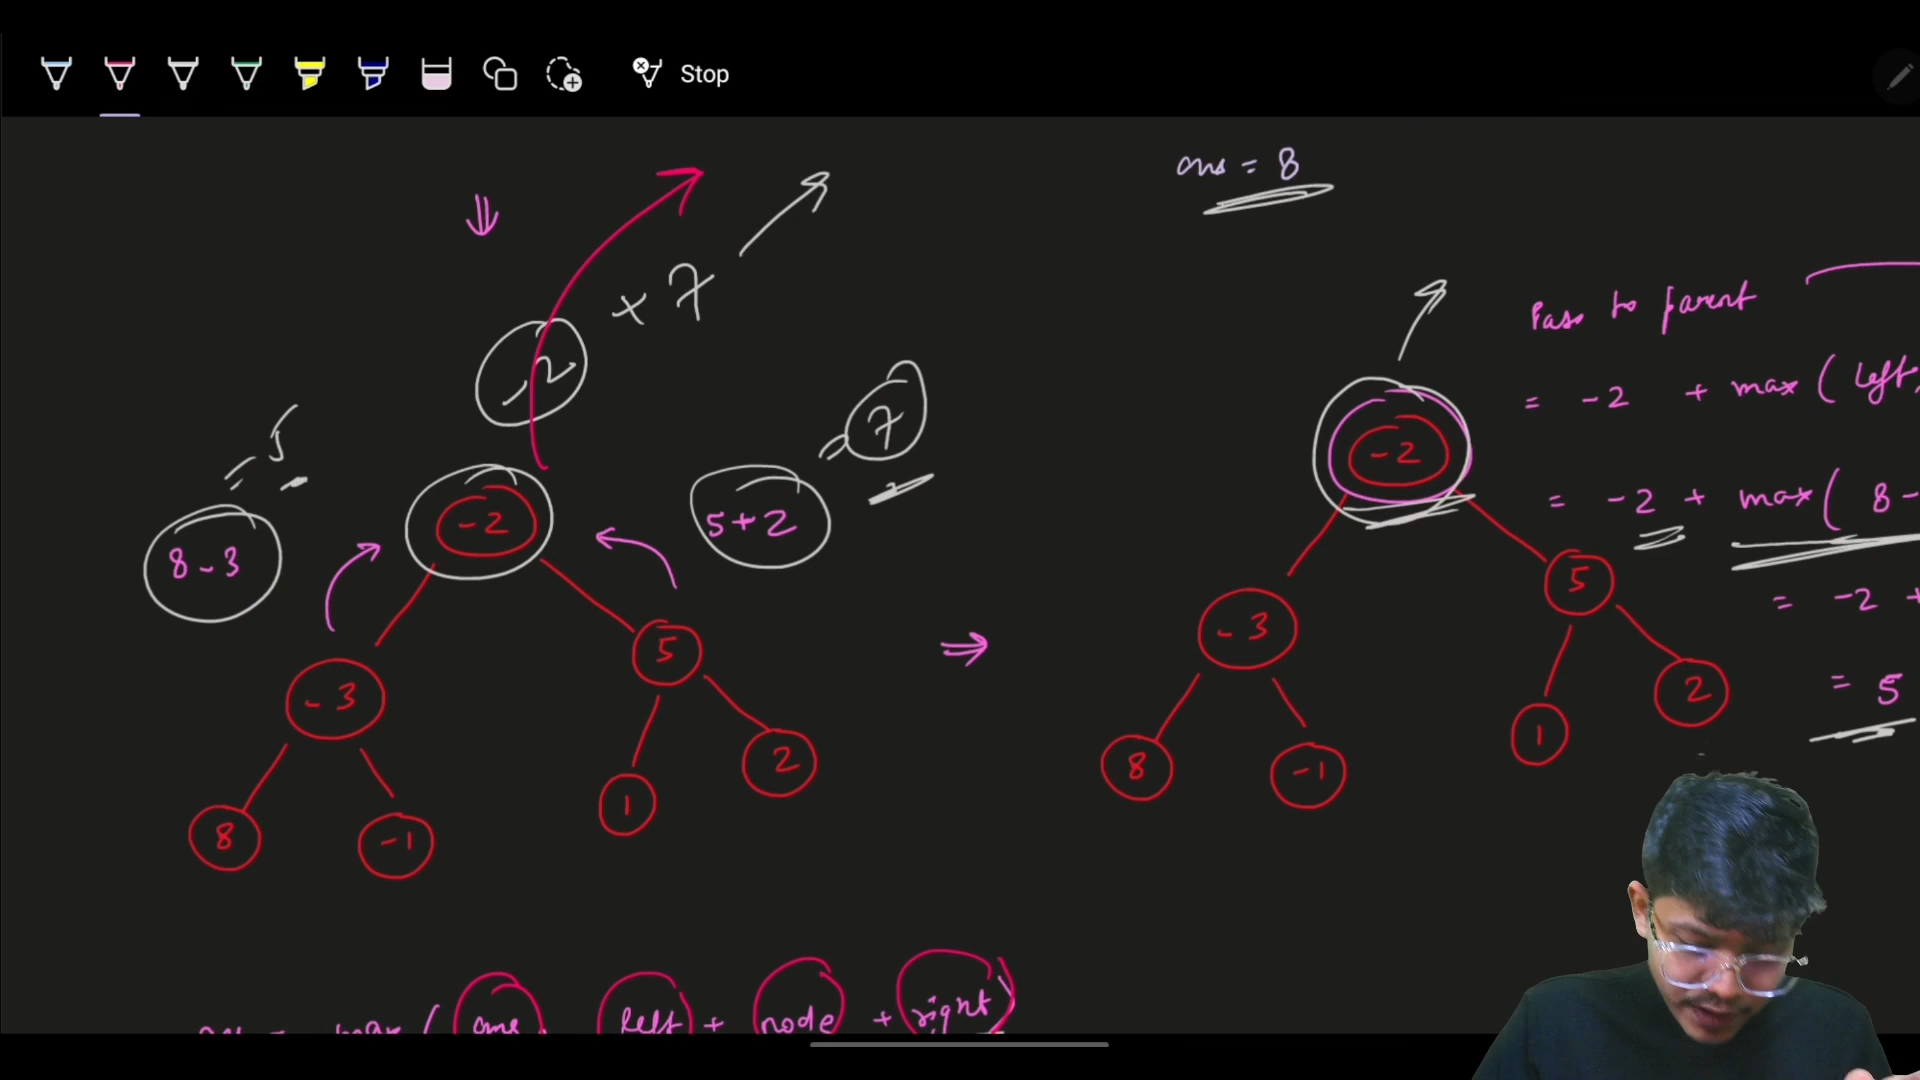 Stop
ans = 8
+ 7
-2
Pass to parent
= -2 + max ( left,
= 5
= 7
8 - 3
-2
5 + 2
-2
= -2 + max( 8 -
-3
5
-3
5
= -2 +
8
-1
1
2
8
-1
1
2
= 5
max ( ans, left + node + right )